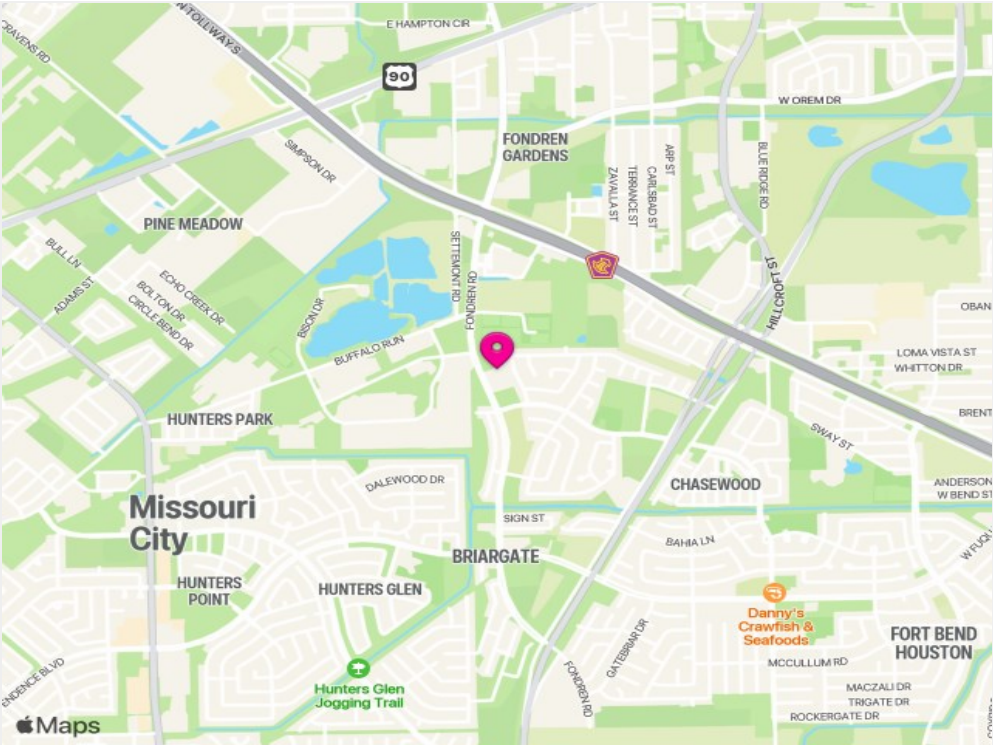 CRAVENS RD
W TOLLWAY S
E HAMPTON CIR
90
W OREM DR
FONDREN
GARDENS
SIMPSON DR
ARP ST
CARLSBAD ST
TERRANCE ST
ZAVALLA ST
BLUE RIDGE RD
PINE MEADOW
BULL LN
ADAMS ST
ECHO CREEK DR
BOLTON DR
CIRCLE BEND DR
SETTEMONT RD
FONDREN RD
BISON DR
BUFFALO RUN
HILLCROFT ST
OBAN
LOMA VISTA ST
WHITTON DR
BRENT
HUNTERS PARK
SWAY ST
DALEWOOD DR
CHASEWOOD
ANDERSON
W BEND ST
Missouri
City
SIGN ST
BAHIA LN
W FUQU
BRIARGATE
HUNTERS
POINT
HUNTERS GLEN
Danny's
Crawfish &
Seafoods
FORT BEND
HOUSTON
GATEBRIAR DR
MCCULLUM RD
ENDENCE BLVD
Hunters Glen
Jogging Trail
FONDREN RD
MACZALI DR
TRIGATE DR
ROCKERGATE DR
Maps